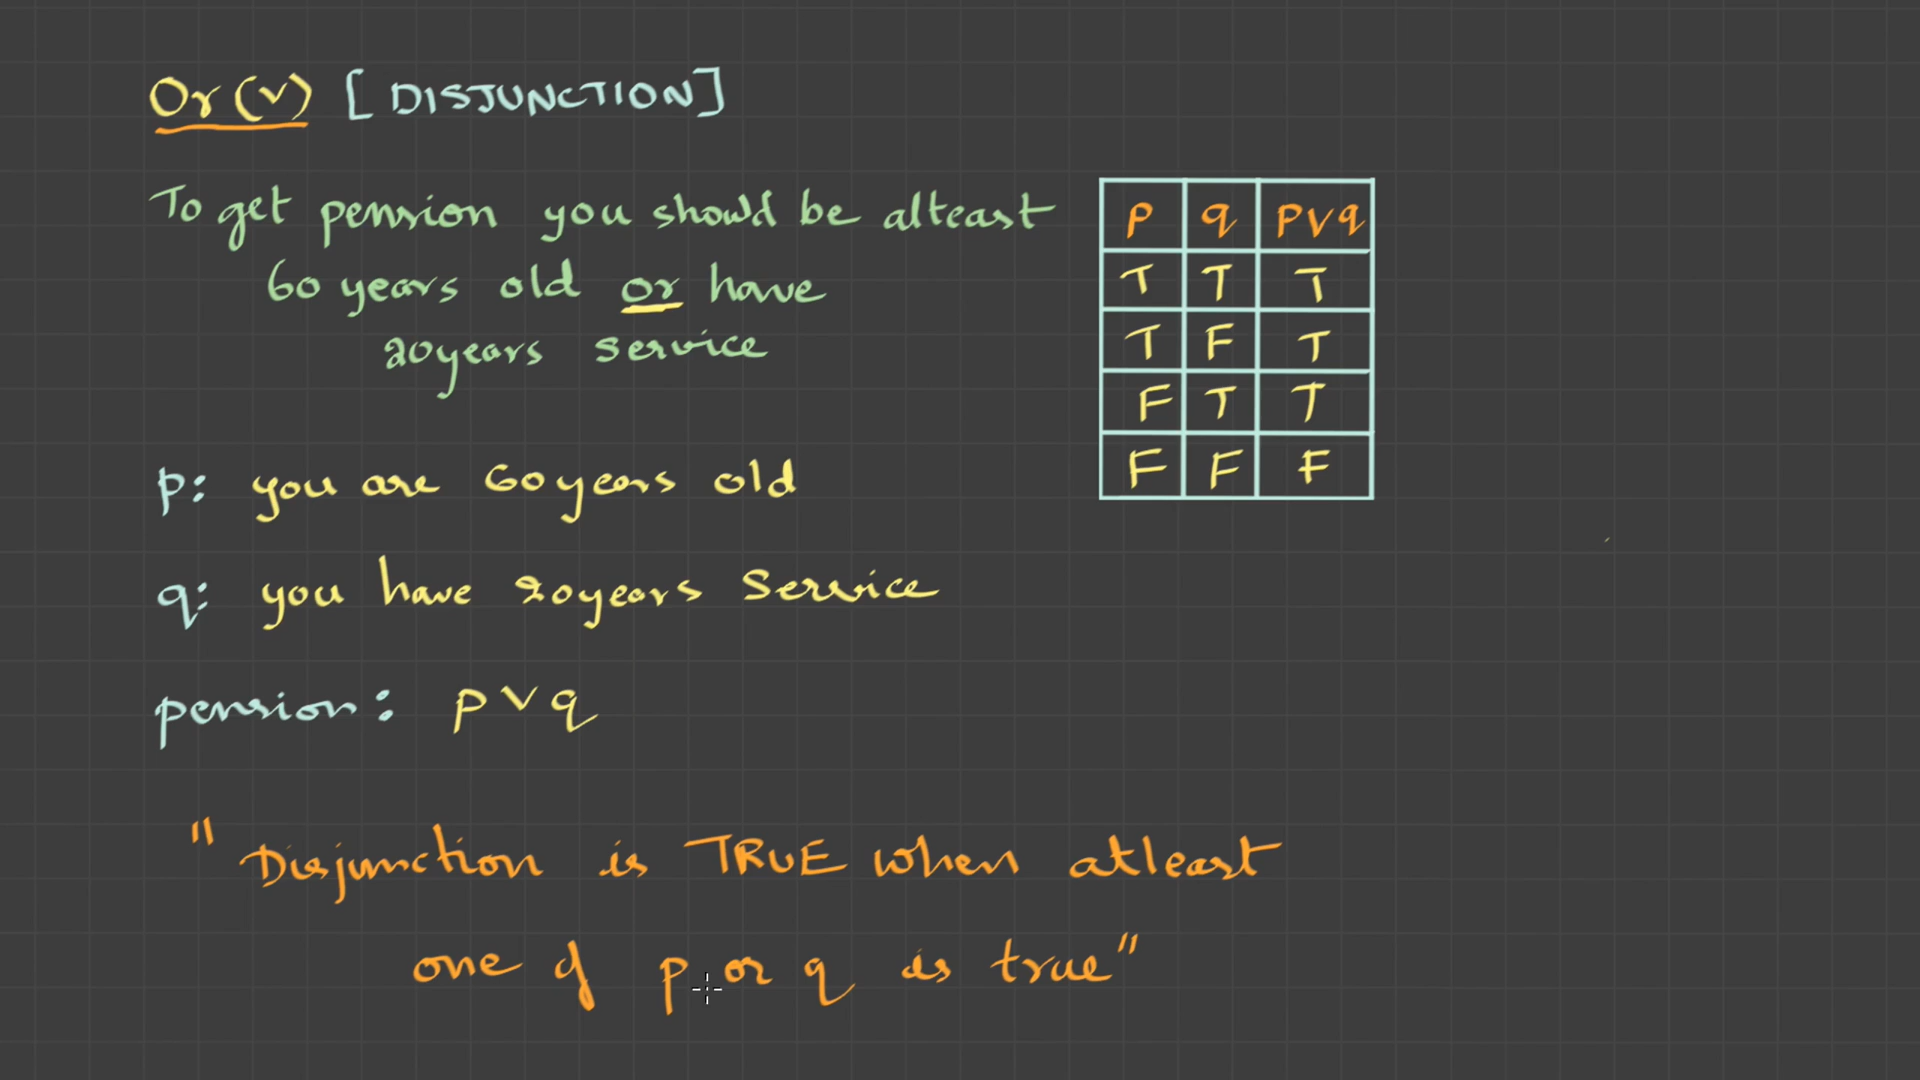 Or (v) [DISJUNCTION]
To get pension you should be alteast
60 years old or have
20years service
p: you are 60years old
q: you have 20years Service
pension: p v q
"Disjunction is TRUE when atleast
one of p or q is true"
p q pvq
T T T
T F T
F T T
F F F